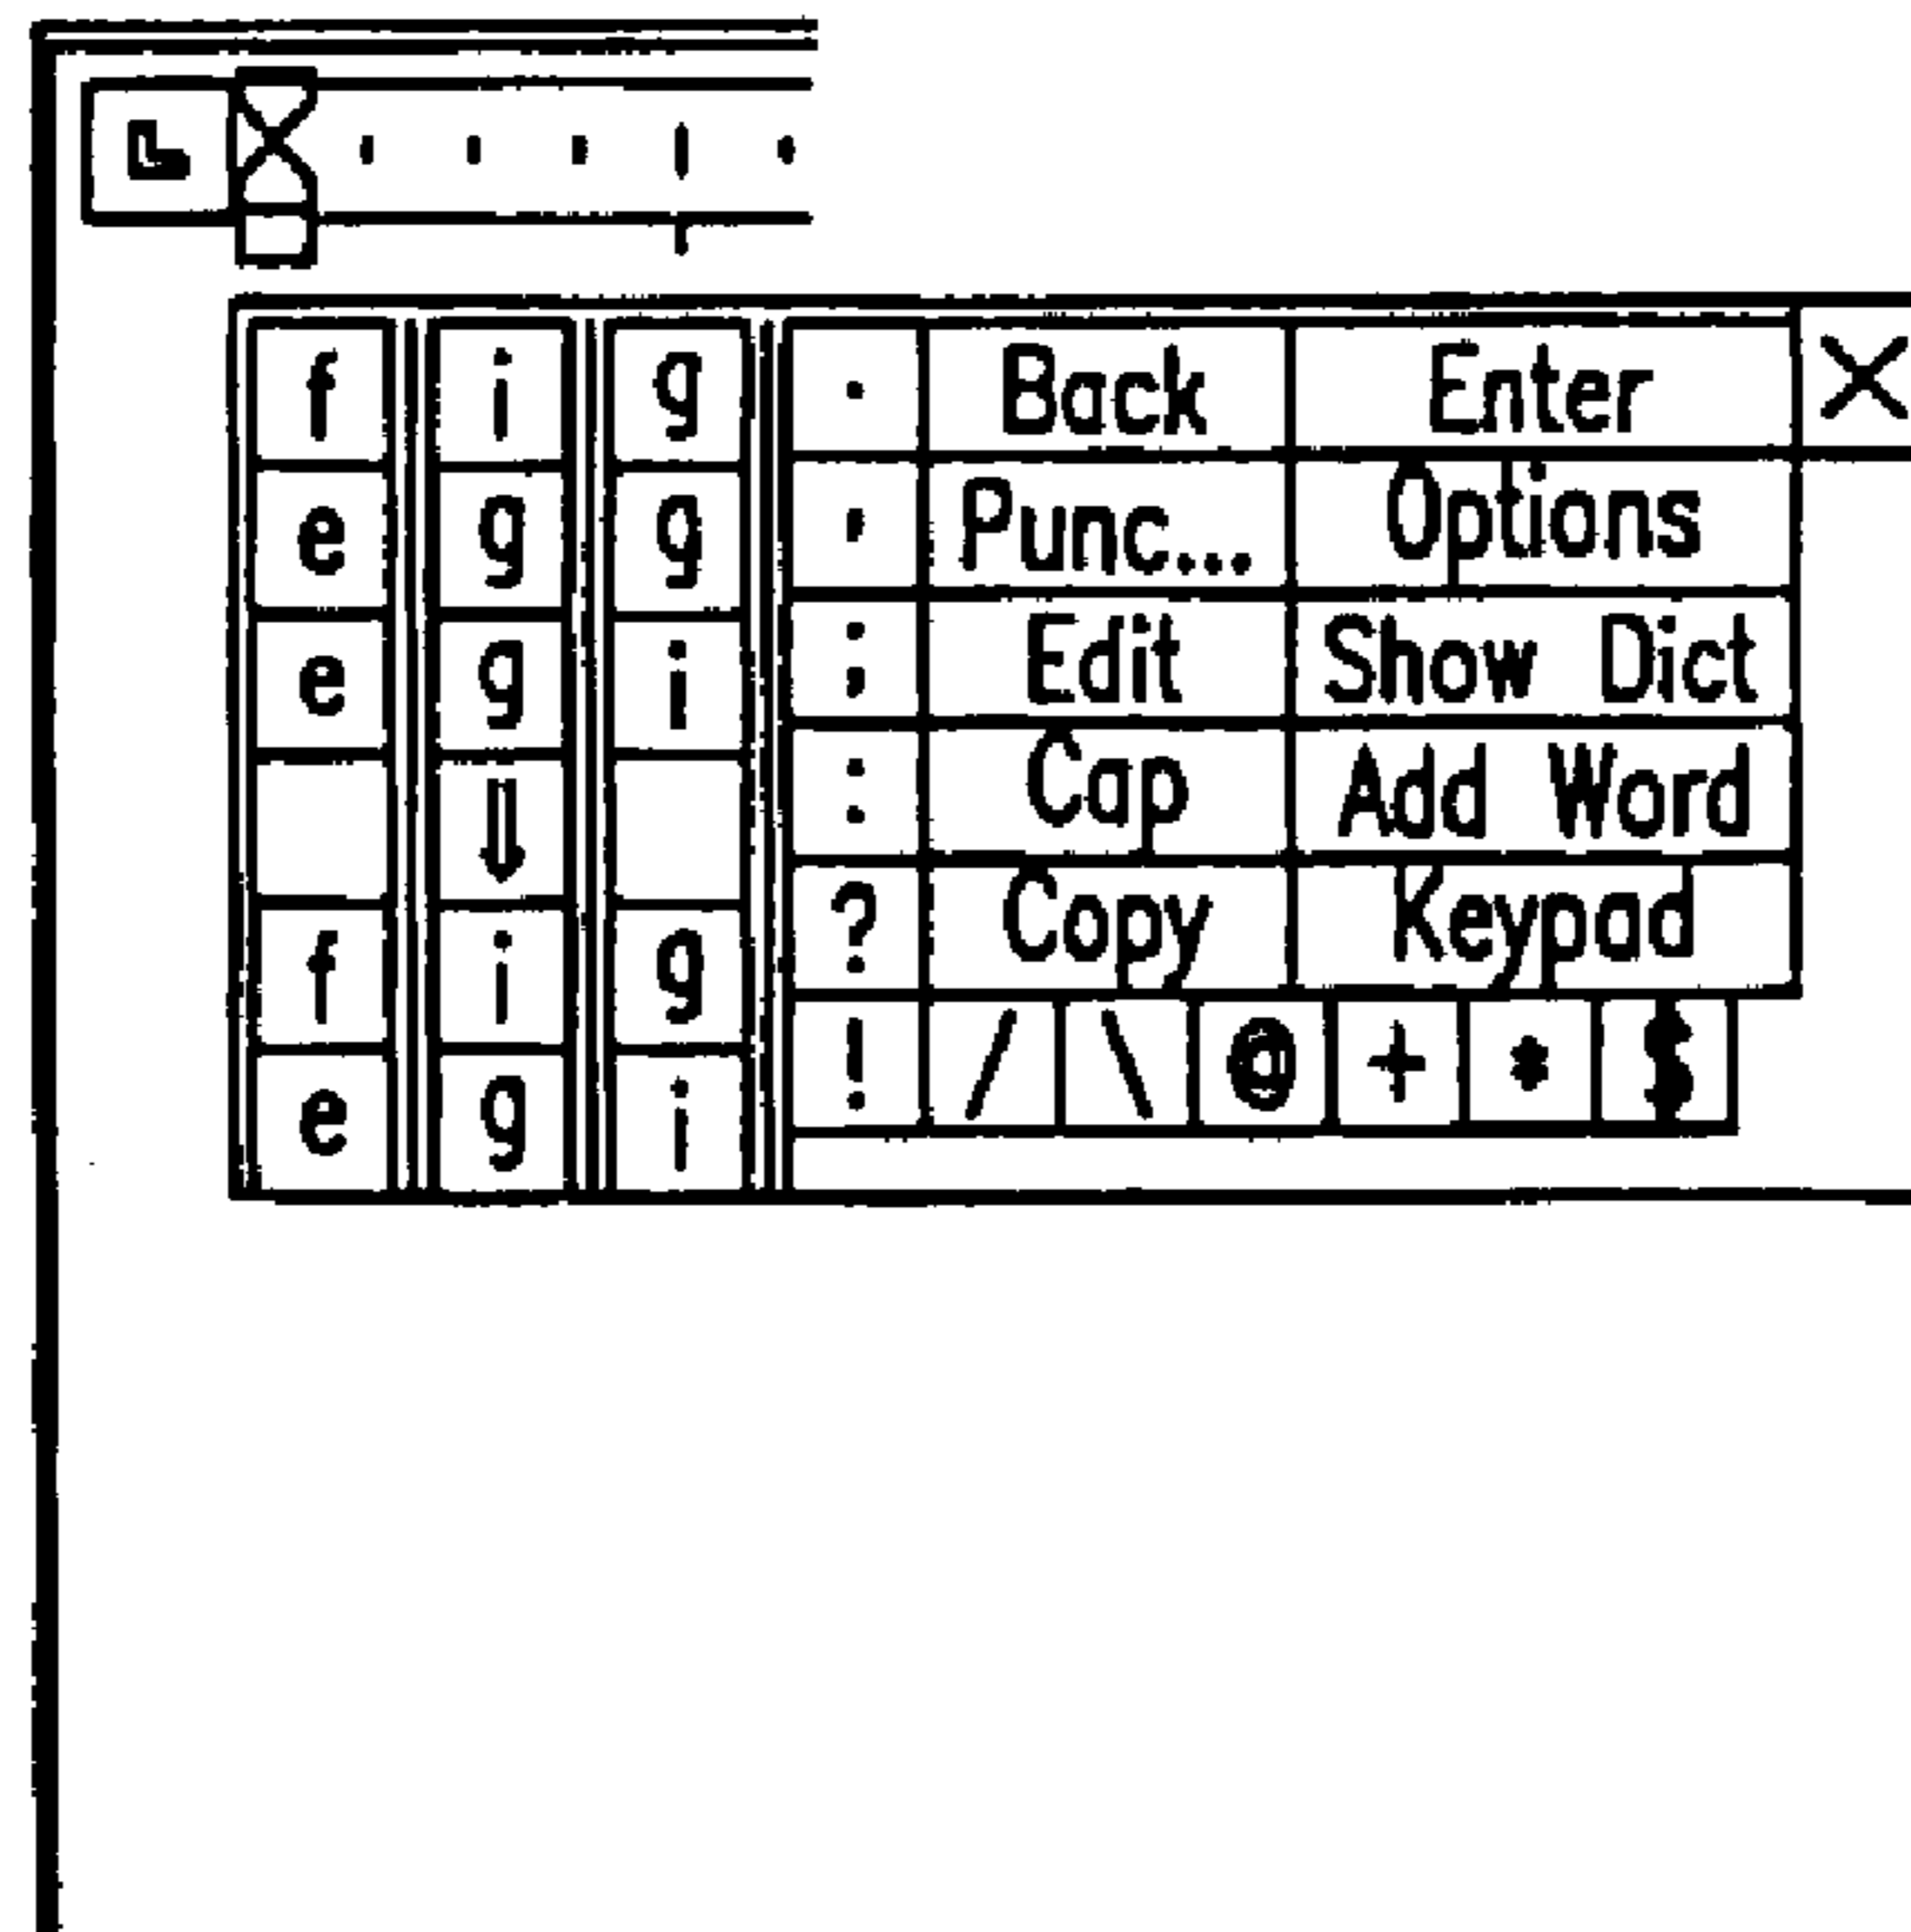 f i g . Back Enter X
e g g , Punc... Options
e g i ; Edit Show Dict
⇓ : Cap Add Word
f i g ? Copy Keypad
e g i ! / \ @ + * $